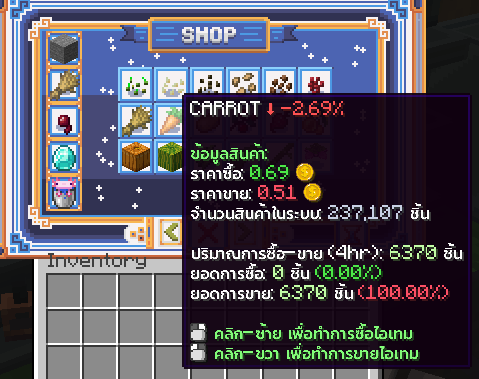 SHOP
CARROT ↓ -2.69%
ข้อมูลสินค้า:
ราคาซื้อ: 0.69
ราคาขาย: 0.51
จำนวนสินค้าในระบบ: 237,107 ชิ้น
ปริมาณการซื้อ-ขาย (4hr): 6370 ชิ้น
ยอดการซื้อ: 0 ชิ้น (0.00%)
ยอดการขาย: 6370 ชิ้น (100.00%)
คลิก-ซ้าย เพื่อทำการซื้อไอเทม
คลิก-ขวา เพื่อทำการขายไอเทม
Inventory